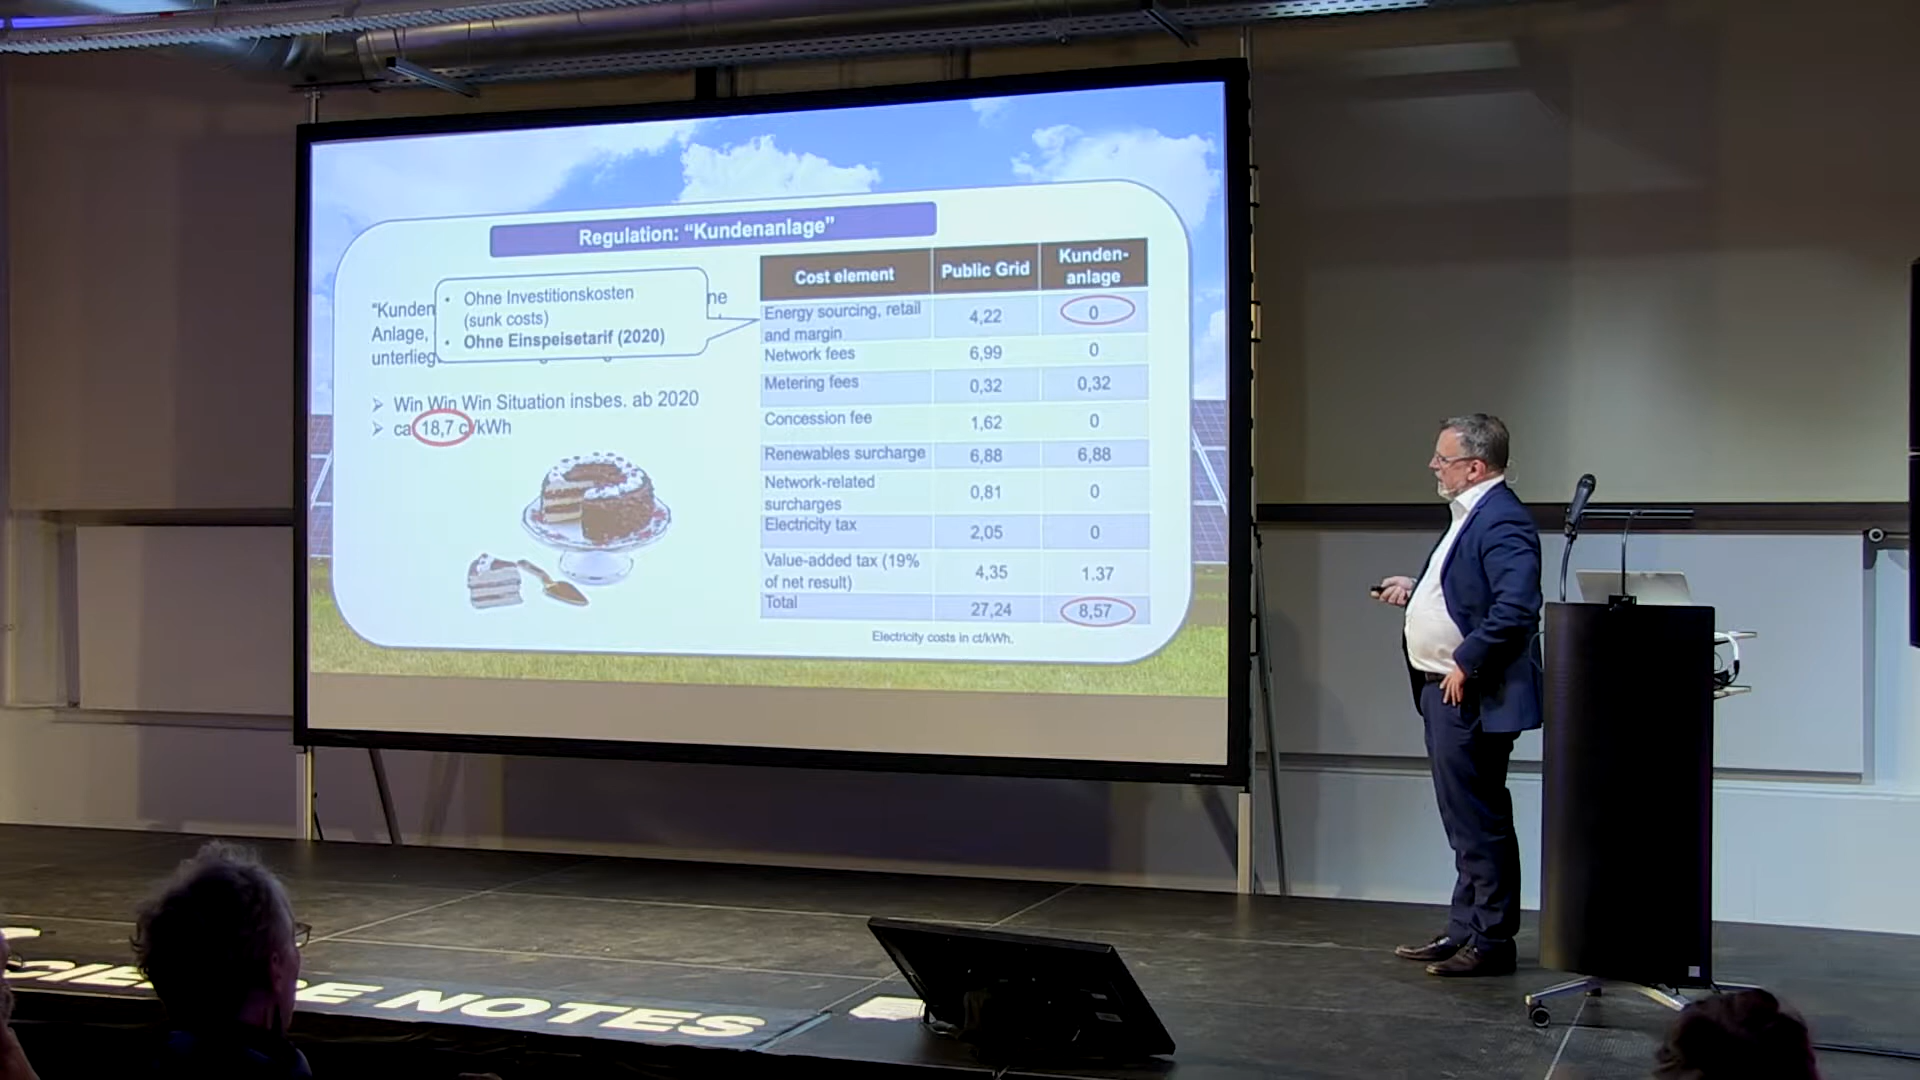 Regulation: “Kundenanlage”
“Kunden
ne
Anlage,
unterlieg
• Ohne Investitionskosten
(sunk costs)
• Ohne Einspeisetarif (2020)
➢ Win Win Win Situation insbes. ab 2020
➢ ca 18,7 c/kWh
Cost element Public Grid Kunden-
anlage
Energy sourcing, retail
and margin 4,22 0
Network fees 6,99 0
Metering fees 0,32 0,32
Concession fee 1,62 0
Renewables surcharge 6,88 6,88
Network-related
surcharges 0,81 0
Electricity tax 2,05 0
Value-added tax (19%
of net result) 4,35 1.37
Total 27,24 8,57
Electricity costs in ct/kWh.
NOTES